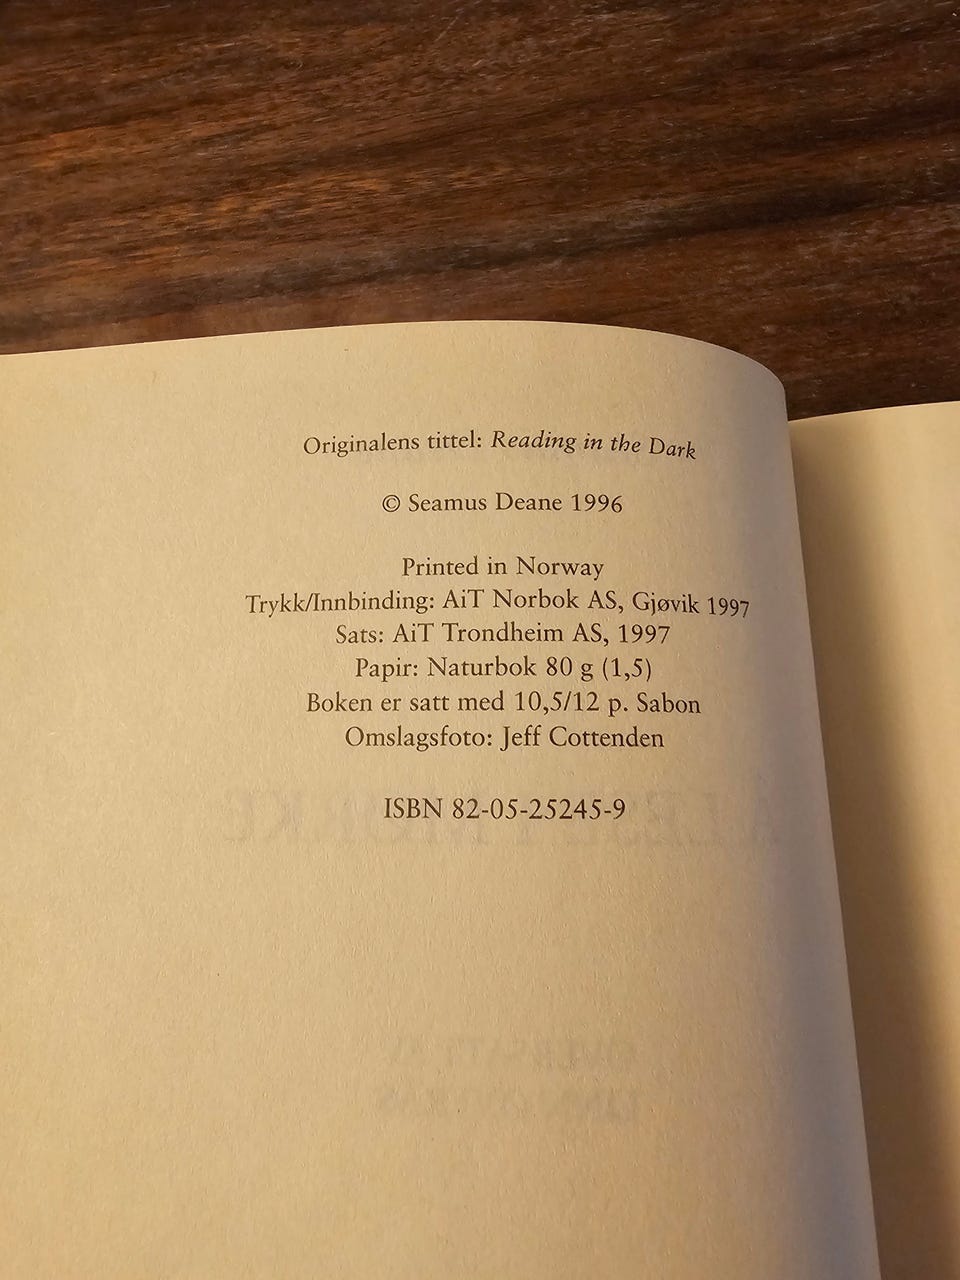 Originalens tittel: Reading in the Dark
© Seamus Deane 1996
Printed in Norway
Trykk/Innbinding: AiT Norbok AS, Gjøvik 1997
Sats: AiT Trondheim AS, 1997
Papir: Naturbok 80 g (1,5)
Boken er satt med 10,5/12 p. Sabon
Omslagsfoto: Jeff Cottenden
ISBN 82-05-25245-9